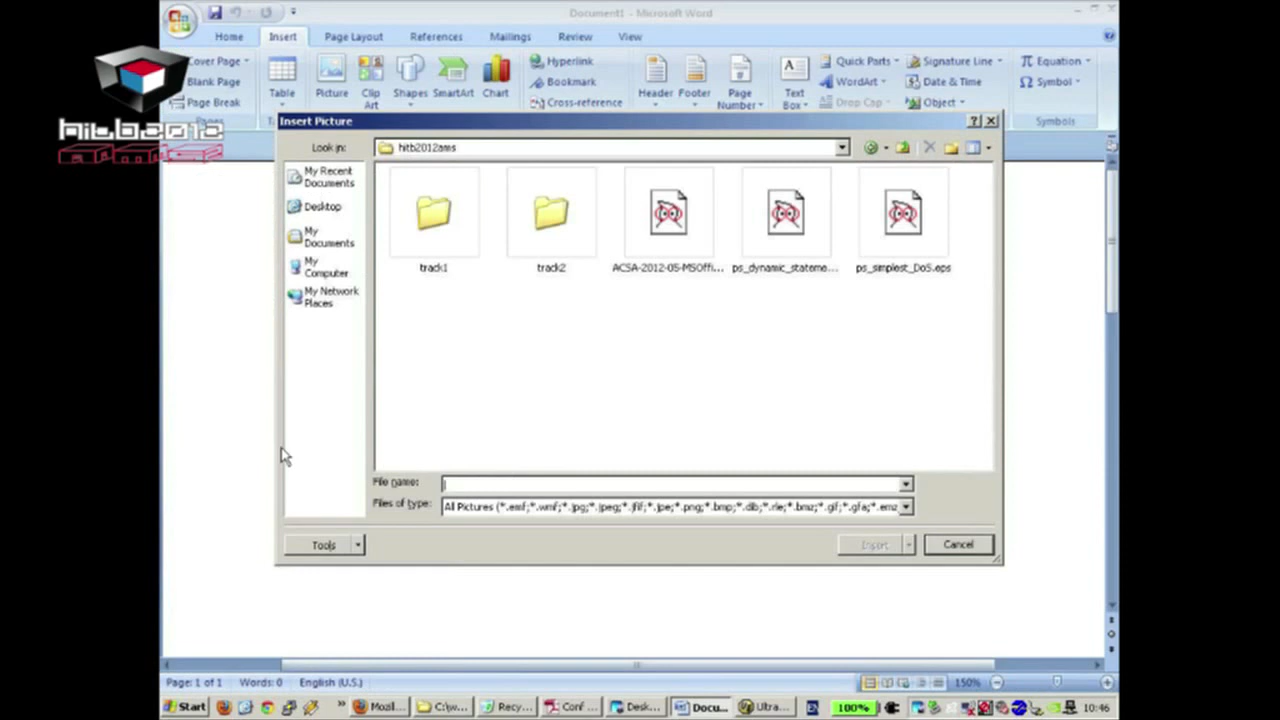 Document1 - Microsoft Word
Home Insert Page Layout References Mailings Review View
Cover Page
Blank Page
Page Break
Pages
Table
Picture
Clip Art
Shapes
SmartArt
Chart
Hyperlink
Bookmark
Cross-reference
Header
Footer
Page Number
Text Box
Quick Parts
WordArt
Drop Cap
Signature Line
Date & Time
Object
Equation
Symbol
Symbols
hitb2012
Insert Picture
Look in:
hitb2012ams
My Recent Documents
Desktop
My Documents
My Computer
My Network Places
track1
track2
ACSA-2012-05-MSOffi...
ps_dynamic_stateme...
ps_simplest_DoS.eps
File name:
Files of type:
All Pictures (*.emf;*.wmf;*.jpg;*.jpeg;*.jfif;*.jpe;*.png;*.bmp;*.dib;*.rle;*.bmz;*.gif;*.gfa;*.emz
Tools
Insert
Cancel
Page: 1 of 1 Words: 0 English (U.S.)
150%
Start
Mozil...
C:\w...
Recy...
Conf ...
Desk...
Docu...
Ultra...
EN
100%
10:46